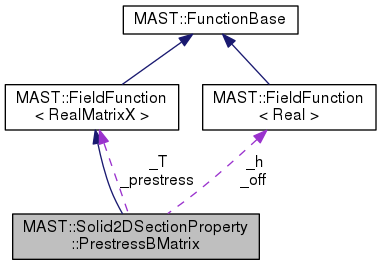 MAST::FunctionBase
MAST::FieldFunction
< RealMatrixX >
MAST::FieldFunction
< Real >
_T
_prestress
_h
_off
MAST::Solid2DSectionProperty
::PrestressBMatrix